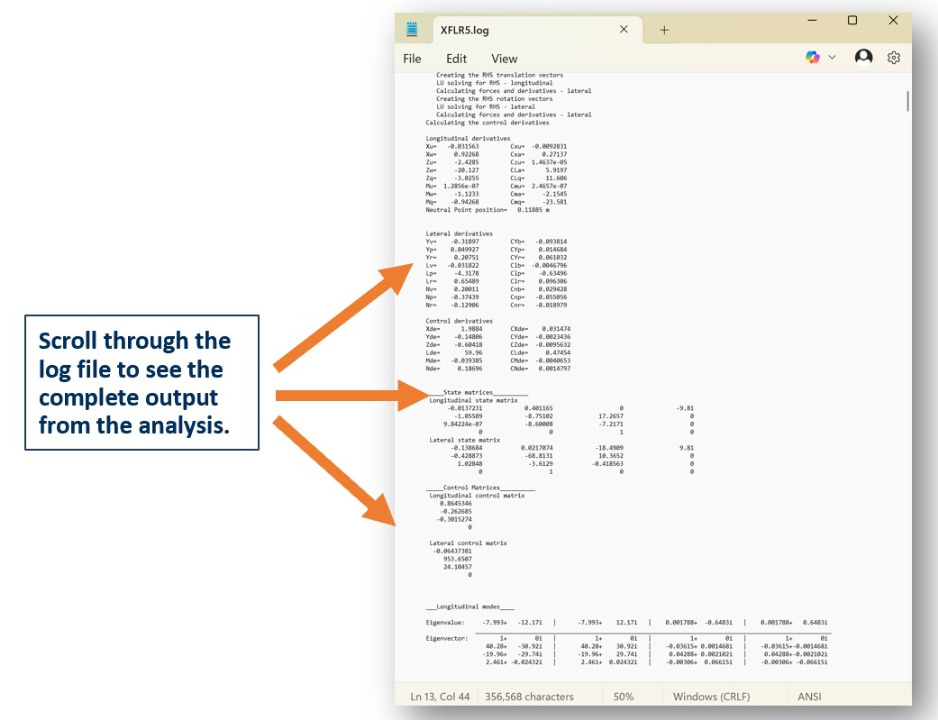 XFLR5.log
File Edit View
Creating the RHS translation vectors
LU solving for RHS - longitudinal
Calculating forces and derivatives - lateral
Creating the RHS rotation vectors
LU solving for RHS - lateral
Calculating forces and derivatives - lateral
Calculating the control derivatives
Longitudinal derivatives
Xu= -0.031563 Cxu= -0.0092831
Xw= 0.92268 Cxa= 0.27137
Zu= -2.4285 Czu= 1.4637e-05
Zw= -20.127 CLa= 5.9197
Zq= -3.0255 CLq= 11.606
Mu= 1.2856e-07 Cmu= 2.4657e-07
Mw= -1.1233 Cma= -2.1545
Mq= -0.94268 Cmq= -23.581
Neutral Point position= 0.11885 m
Lateral derivatives
Yv= -0.31897 CYb= -0.093814
Yp= 0.049927 CYp= 0.014684
Yr= 0.20751 CYr= 0.061032
Lv= -0.031822 Clb= -0.0046796
Lp= -4.3178 Clp= -0.63496
Lr= 0.65489 Clr= 0.096306
Nv= 0.20011 Cnb= 0.029428
Np= -0.37439 Cnp= -0.055056
Nr= -0.12906 Cnr= -0.018979
Control derivatives
Xde= 1.9884 CXde= 0.031474
Yde= -0.14806 CYde= -0.0023436
Zde= -0.60418 CZde= -0.0095632
Lde= 59.96 CLde= 0.47454
Mde= -0.039385 CMde= -0.0040653
Nde= 0.18696 CNde= 0.0014797
_____State matrices__________
Longitudinal state matrix
-0.0137231 0.401165 0 -9.81
-1.05589 -8.75102 17.2657 0
9.84224e-07 -8.60008 -7.2171 0
0 0 1 0
Lateral state matrix
-0.138684 0.0217074 -18.4909 9.81
-0.428873 -68.8131 10.3652 0
1.02848 -3.6129 -0.418563 0
0 1 0 0
_____Control Matrices__________
Longitudinal control matrix
0.8645346
-0.262685
-0.3015274
0
Lateral control matrix
-0.06437381
953.6507
24.10457
0
___Longitudinal modes____
Eigenvalue: -7.993+ -12.17i | -7.993+ 12.17i | 0.001788+ -0.6483i | 0.001788+ 0.6483i
Eigenvector: 1+ 0i | 1+ 0i | 1+ 0i | 1+ 0i
40.28+ -30.92i | 40.28+ 30.92i | -0.03615+ 0.001468i | -0.03615+-0.001468i
-19.96+ -29.74i | -19.96+ 29.74i | 0.04288+ 0.002102i | 0.04288+-0.002102i
2.461+ -0.02432i | 2.461+ 0.02432i | -0.00306+ 0.06615i | -0.00306+ -0.06615i
Ln 13, Col 44 356,568 characters 50% Windows (CRLF) ANSI
Scroll through the
log file to see the
complete output
from the analysis.